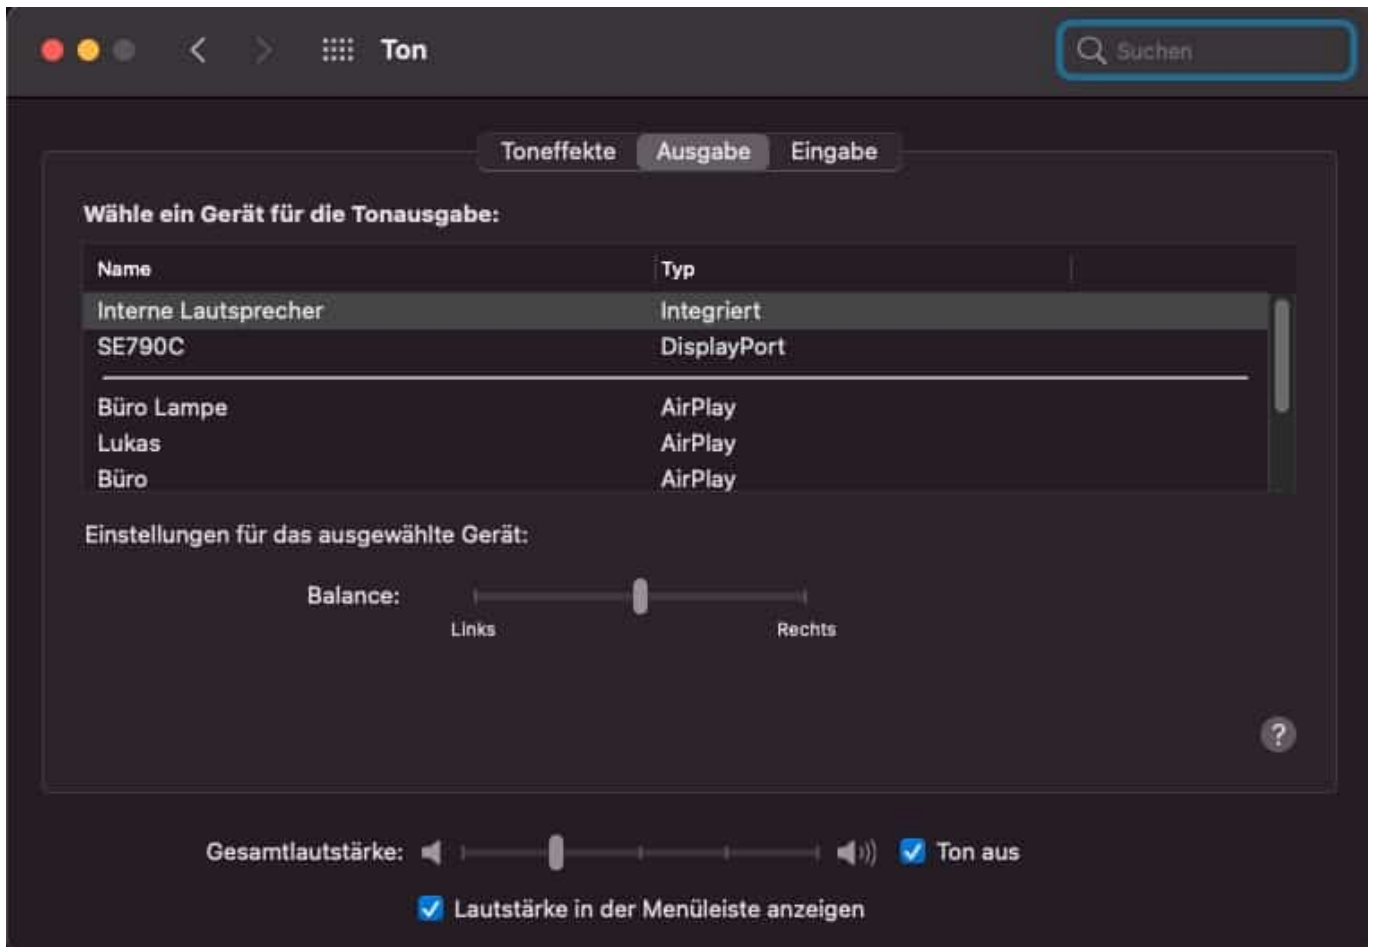 Ton
Suchen
Toneffekte Ausgabe Eingabe
Wähle ein Gerät für die Tonausgabe:
Name Typ
Interne Lautsprecher Integriert
SE790C DisplayPort
Büro Lampe AirPlay
Lukas AirPlay
Büro AirPlay
Einstellungen für das ausgewählte Gerät:
Balance:
Links Rechts
?
Gesamtlautstärke: Ton aus
Lautstärke in der Menüleiste anzeigen